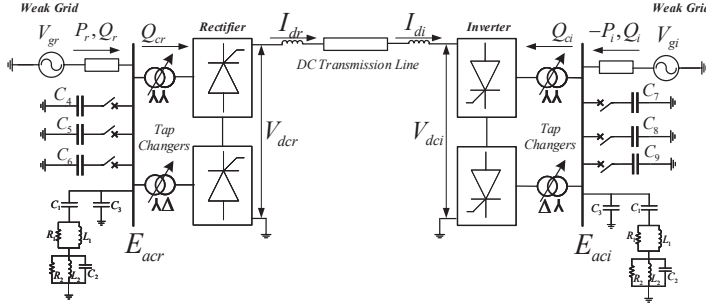 Weak Grid
V_gr
P_r, Q_r
Q_cr
Rectifier
I_dr
I_di
DC Transmission Line
Inverter
Q_ci
-P_i, Q_i
Weak Grid
V_gi
C_4
C_5
C_6
Tap
Changers
V_dcr
V_dci
Tap
Changers
C_7
C_8
C_9
C_1
C_3
R_1
L_1
R_2
L_2
C_2
E_acr
E_aci
C_3
C_1
R_1
L_1
R_2
L_2
C_2